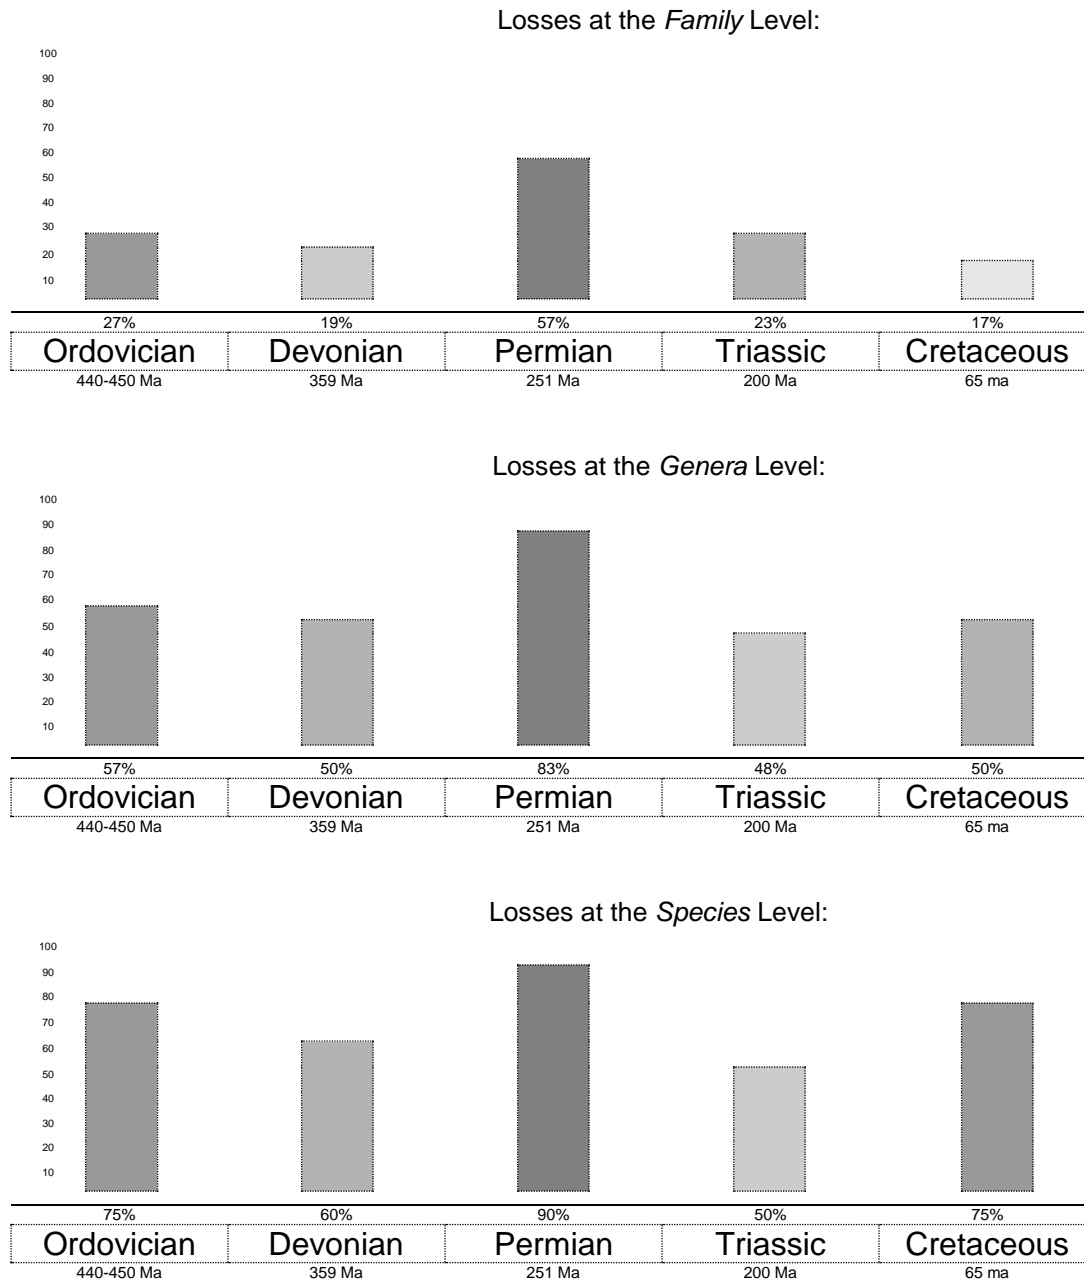 Losses at the Family Level:
100
90
80
70
60
50
40
30
20
10
27% 19% 57% 23% 17%
Ordovician Devonian Permian Triassic Cretaceous
440-450 Ma 359 Ma 251 Ma 200 Ma 65 ma
Losses at the Genera Level:
100
90
80
70
60
50
40
30
20
10
57% 50% 83% 48% 50%
Ordovician Devonian Permian Triassic Cretaceous
440-450 Ma 359 Ma 251 Ma 200 Ma 65 ma
Losses at the Species Level:
100
90
80
70
60
50
40
30
20
10
75% 60% 90% 50% 75%
Ordovician Devonian Permian Triassic Cretaceous
440-450 Ma 359 Ma 251 Ma 200 Ma 65 ma